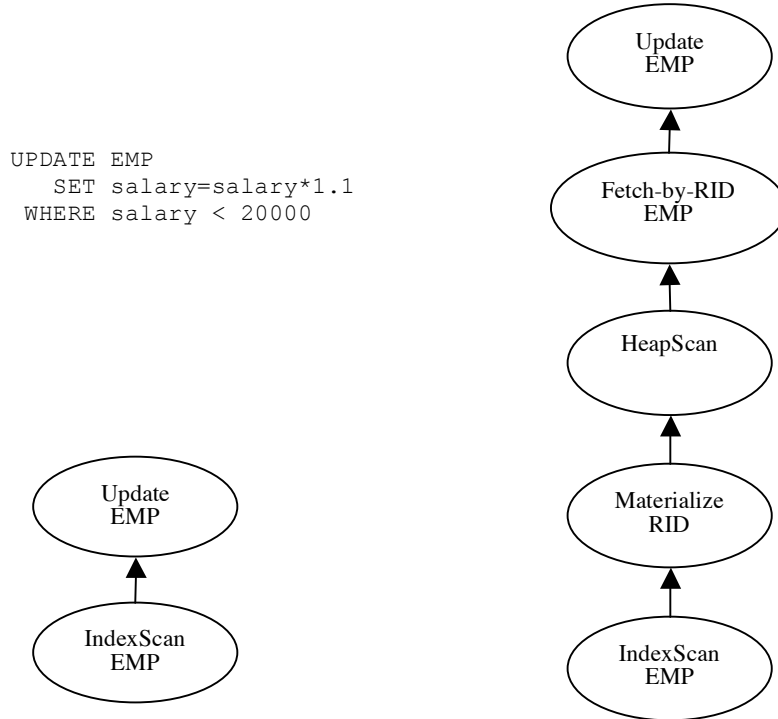 UPDATE EMP
SET salary=salary*1.1
WHERE salary < 20000
Update
EMP
IndexScan
EMP
Update
EMP
Fetch-by-RID
EMP
HeapScan
Materialize
RID
IndexScan
EMP